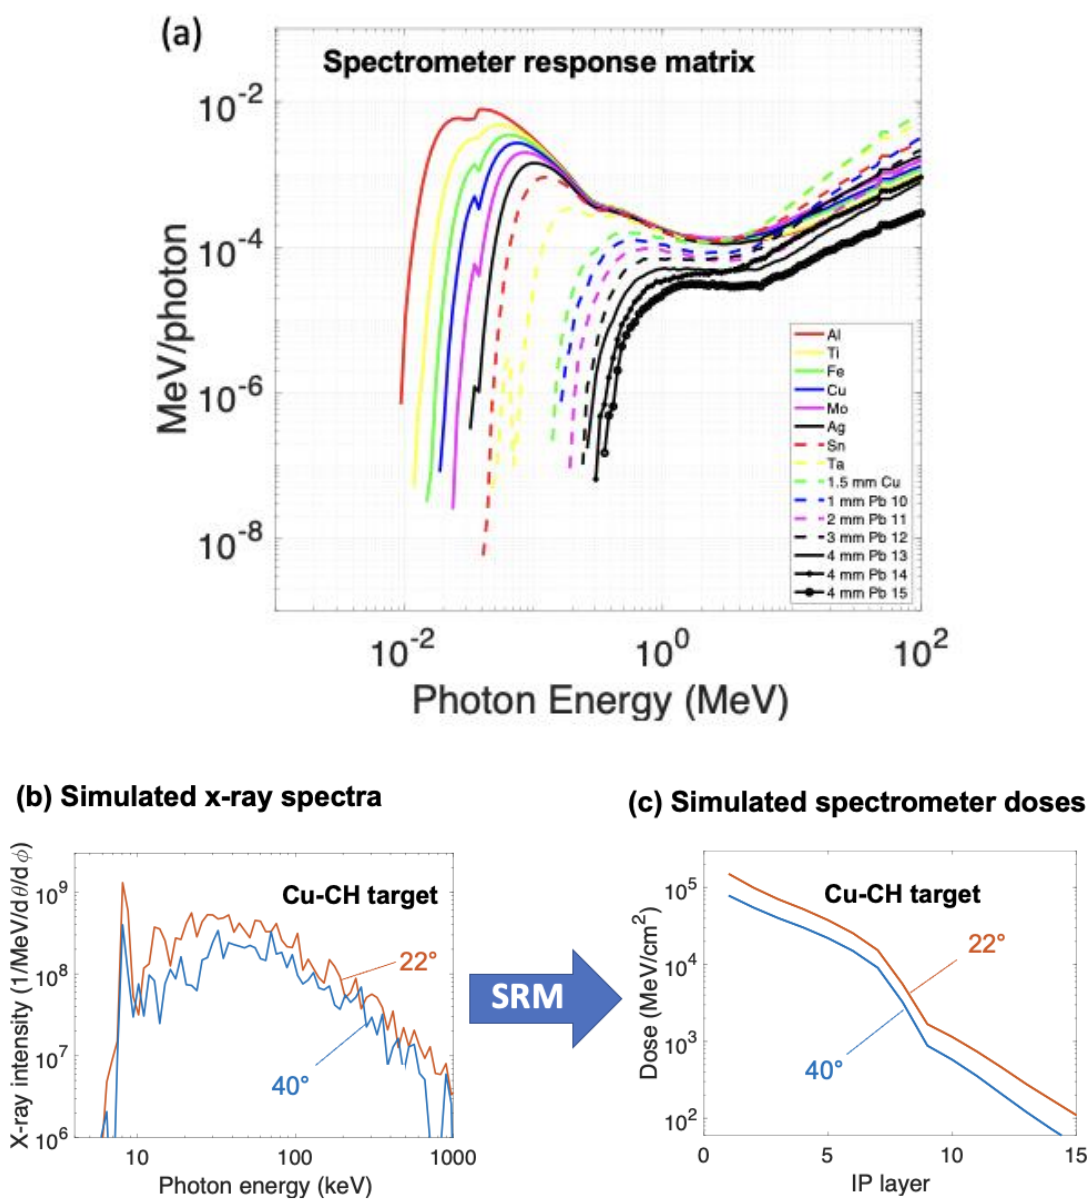 (a)
Spectrometer response matrix
10^-2
10^-4
10^-6
10^-8
MeV/photon
Al
Ti
Fe
Cu
Mo
Ag
Sn
Ta
1.5 mm Cu
1 mm Pb 10
2 mm Pb 11
3 mm Pb 12
4 mm Pb 13
4 mm Pb 14
4 mm Pb 15
10^-2
10^0
10^2
Photon Energy (MeV)
(b) Simulated x-ray spectra
X-ray intensity (1/MeV/dθ/dϕ)
10^9
10^8
10^7
10^6
Cu-CH target
22°
40°
10
100
1000
Photon energy (keV)
SRM
(c) Simulated spectrometer doses
Dose (MeV/cm^2)
10^5
10^4
10^3
10^2
Cu-CH target
22°
40°
0
5
10
15
IP layer